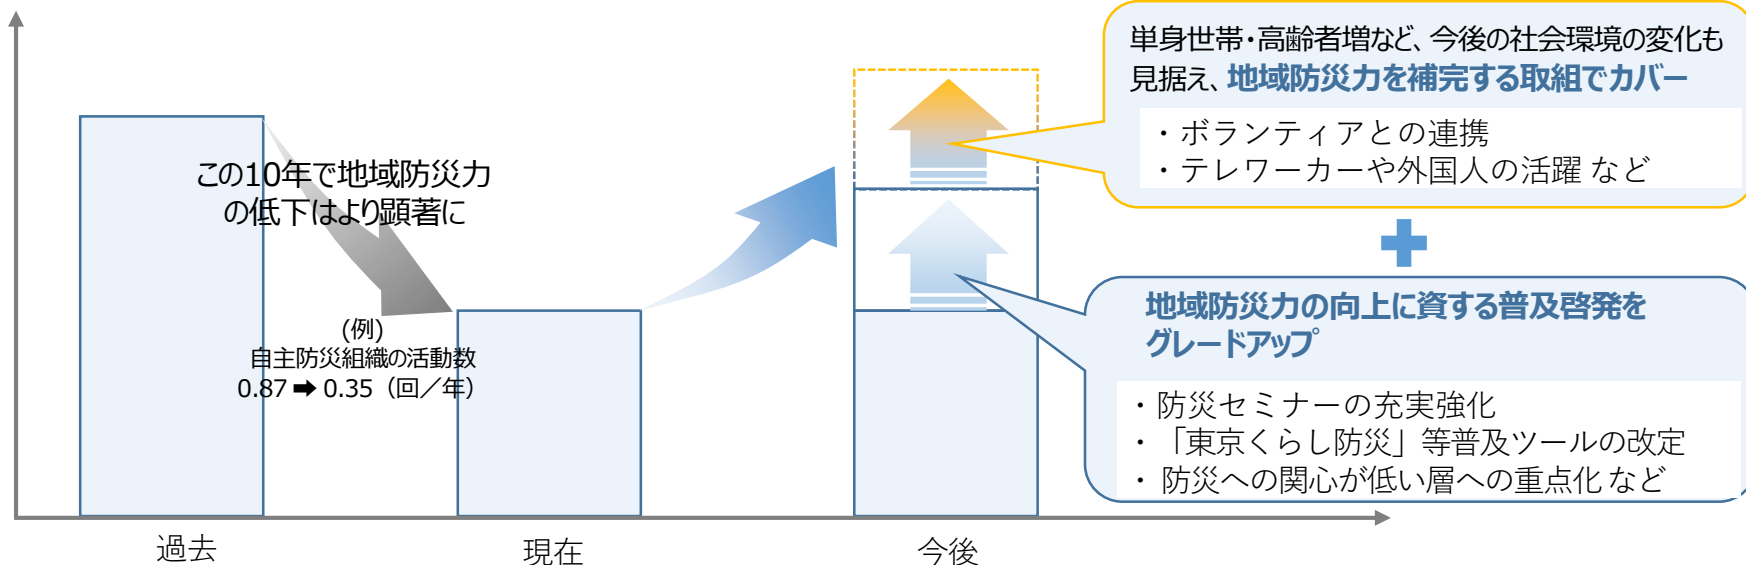 単身世帯・高齢者増など、今後の社会環境の変化も
見据え、地域防災力を補完する取組でカバー
・ボランティアとの連携
・テレワーカーや外国人の活躍 など
この10年で地域防災力
の低下はより顕著に
(例)
自主防災組織の活動数
0.87 ➡ 0.35（回／年）
地域防災力の向上に資する普及啓発を
グレードアップ
・防災セミナーの充実強化
・「東京くらし防災」等普及ツールの改定
・ 防災への関心が低い層への重点化 など
過去
現在
今後